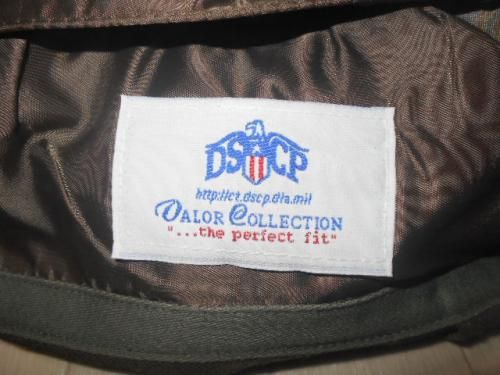 DSCP
http://ct.dscp.dla.mil
VALOR COLLECTION
"...the perfect fit"